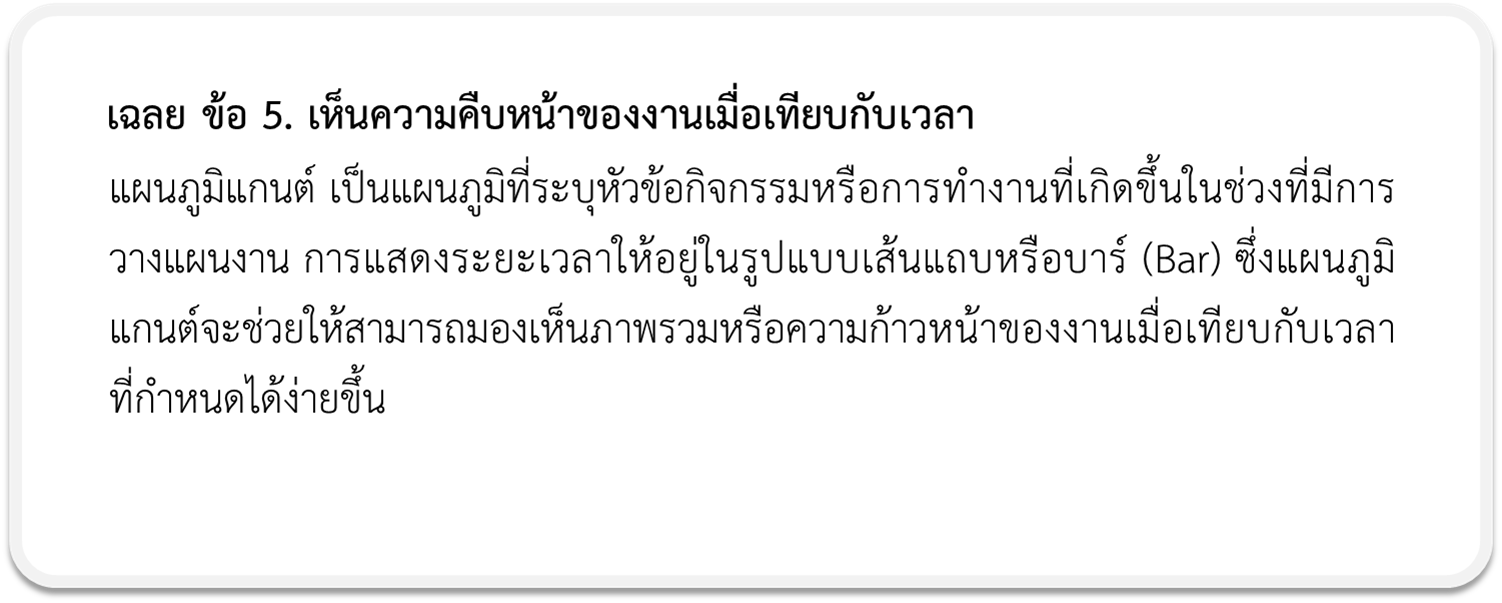 เฉลย ข้อ 5. เห็นความคืบหน้าของงานเมื่อเทียบกับเวลา
แผนภูมิแกนต์ เป็นแผนภูมิที่ระบุหัวข้อกิจกรรมหรือการทำงานที่เกิดขึ้นในช่วงที่มีการ
วางแผนงาน การแสดงระยะเวลาให้อยู่ในรูปแบบเส้นแถบหรือบาร์ (Bar) ซึ่งแผนภูมิ
แกนต์จะช่วยให้สามารถมองเห็นภาพรวมหรือความก้าวหน้าของงานเมื่อเทียบกับเวลา
ที่กำหนดได้ง่ายขึ้น